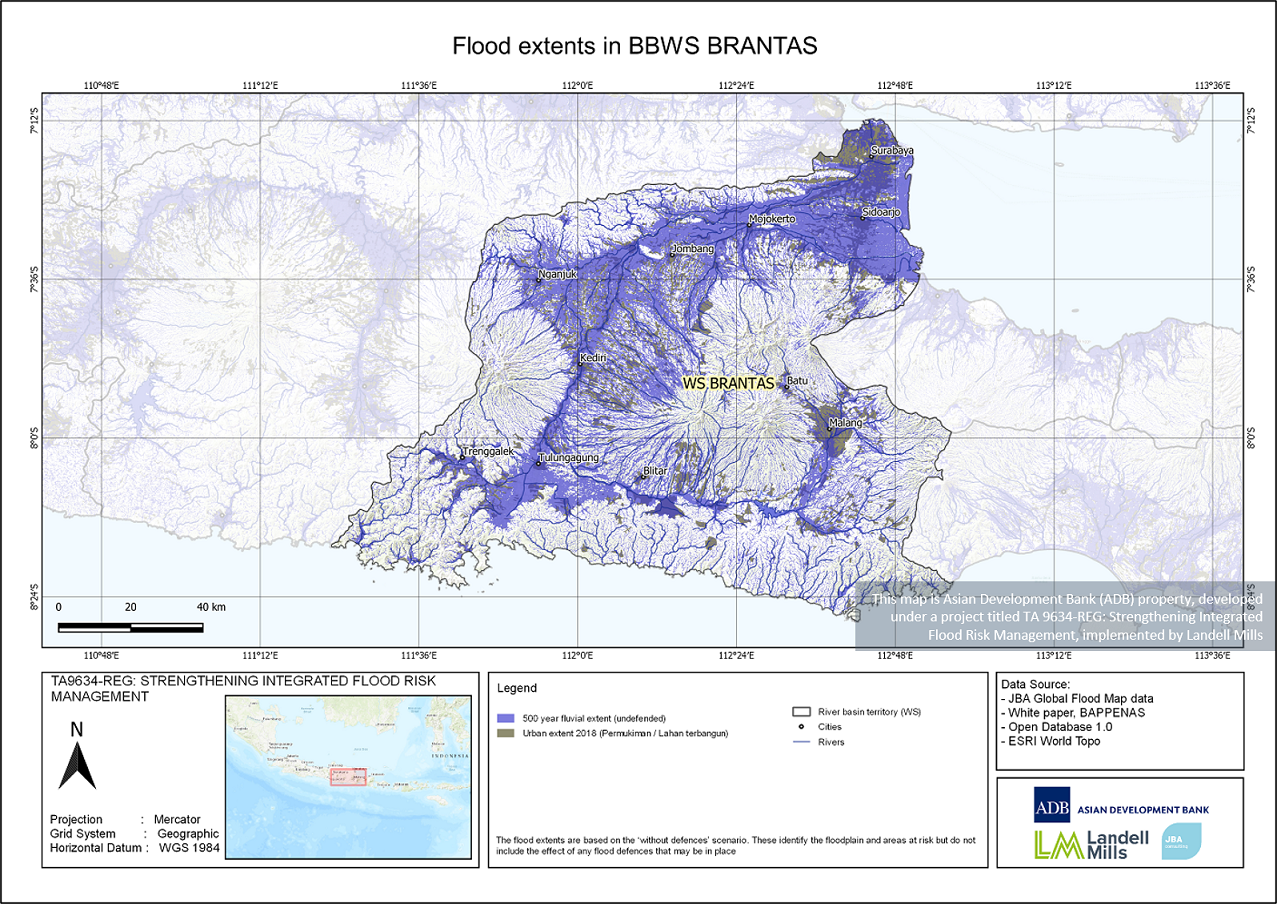 Flood extents in BBWS BRANTAS
110°48'E 111°12'E 111°36'E 112°0'E 112°24'E 112°48'E 113°12'E 113°36'E
7°12'S 7°12'S
Surabaya
Sidoarjo
Mojokerto
Jombang
Nganjuk
7°36'S 7°36'S
Kediri
WS BRANTAS
Batu
Malang
8°0'S 8°0'S
Trenggalek
Tulungagung
Blitar
8°24'S 8°24'S
0 20 40 km
This map is Asian Development Bank (ADB) property, developed
under a project titled TA 9634-REG: Strengthening Integrated
Flood Risk Management, implemented by Landell Mills
110°48'E 111°12'E 111°36'E 112°0'E 112°24'E 112°48'E 113°12'E 113°36'E
TA9634-REG: STRENGTHENING INTEGRATED FLOOD RISK
MANAGEMENT
N
INDONESIA
Projection : Mercator
Grid System : Geographic
Horizontal Datum : WGS 1984
Legend
500 year fluvial extent (undefended)
Urban extent 2018 (Permukiman / Lahan terbangun)
River basin territory (WS)
Cities
Rivers
The flood extents are based on the 'without defences' scenario. These identify the floodplain and areas at risk but do not
include the effect of any flood defences that may be in place
Data Source:
- JBA Global Flood Map data
- White paper, BAPPENAS
- Open Database 1.0
- ESRI World Topo
ADB ASIAN DEVELOPMENT BANK
LM Landell
Mills
JBA
consulting